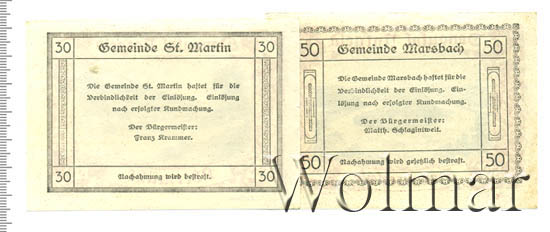 30 Gemeinde St. Martin 30
Die Gemeinde St. Martin haftet für die
Verbindlichkeit der Einlösung. Einlösung
nach erfolgter Kundmachung.
Der Bürgermeister:
Franz Krammer.
30 Nachahmung wird bestraft. 30
50 Gemeinde Marsbach 50
Die Gemeinde Marsbach haftet für die
Verbindlichkeit der Einlösung. Ein-
lösung nach erfolgter Kundmachung.
Der Bürgermeister:
Matth. Schlagintweit.
50 Nachahmung wird gesetzlich bestraft. 50
Wolmar